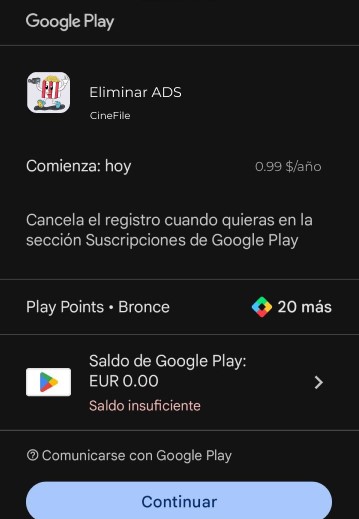 Google Play
Eliminar ADS
CineFile
Comienza: hoy
0.99 $/año
Cancela el registro cuando quieras en la
sección Suscripciones de Google Play
Play Points • Bronce
20 más
Saldo de Google Play:
EUR 0.00
Saldo insuficiente
Comunicarse con Google Play
Continuar